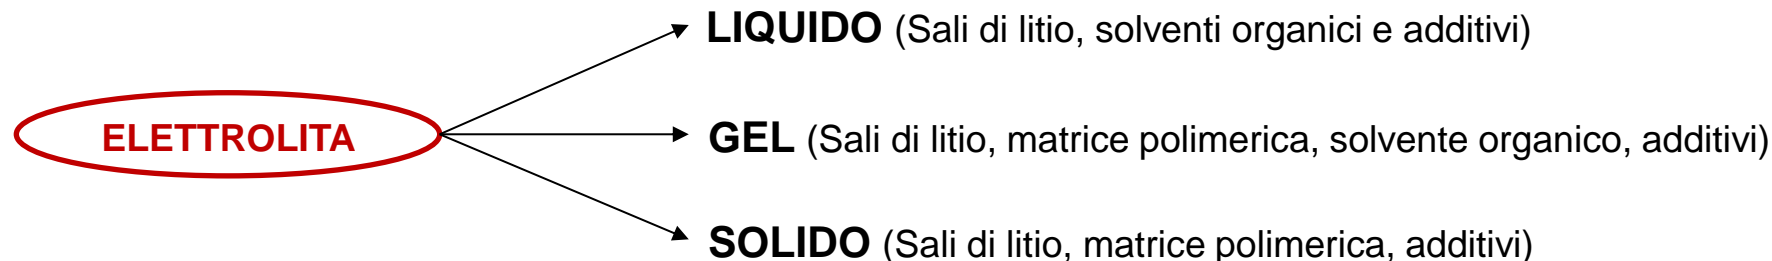 LIQUIDO (Sali di litio, solventi organici e additivi)
ELETTROLITA
GEL (Sali di litio, matrice polimerica, solvente organico, additivi)
SOLIDO (Sali di litio, matrice polimerica, additivi)